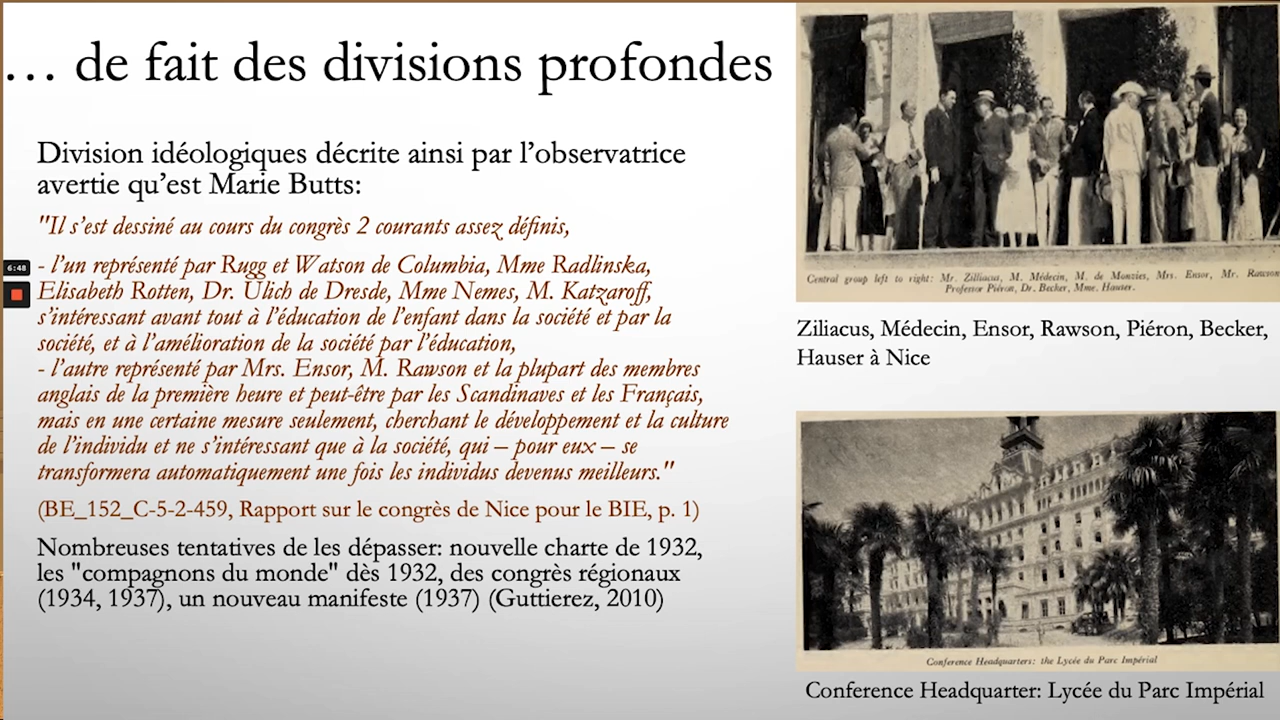 … de fait des divisions profondes
Division idéologiques décrite ainsi par l’observatrice
avertie qu’est Marie Butts:
"Il s’est dessiné au cours du congrès 2 courants assez définis,
- l’un représenté par Rugg et Watson de Columbia, Mme Radlinska,
Elisabeth Rotten, Dr. Ulich de Dresde, Mme Nemes, M. Katzaroff,
s’intéressant avant tout à l’éducation de l’enfant dans la société et par la
société, et à l’amélioration de la société par l’éducation,
- l’autre représenté par Mrs. Ensor, M. Rawson et la plupart des membres
anglais de la première heure et peut-être par les Scandinaves et les Français,
mais en une certaine mesure seulement, cherchant le développement et la culture
de l’individu et ne s’intéressant que à la société, qui – pour eux – se
transformera automatiquement une fois les individus devenus meilleurs."
(BE_152_C-5-2-459, Rapport sur le congrès de Nice pour le BIE, p. 1)
Nombreuses tentatives de les dépasser: nouvelle charte de 1932,
les "compagnons du monde" dès 1932, des congrès régionaux
(1934, 1937), un nouveau manifeste (1937) (Guttierez, 2010)
6:48
Central group left to right: Mr. Zilliacus, M. Médecin, M. de Monzies, Mrs. Ensor, Mr. Rawson
Professor Piéron, Dr. Becker, Mme. Hauser.
Ziliacus, Médecin, Ensor, Rawson, Piéron, Becker,
Hauser à Nice
Conference Headquarters: the Lycée du Parc Impérial
Conference Headquarter: Lycée du Parc Impérial